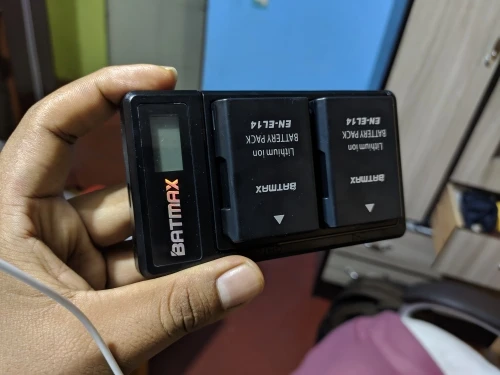 BATMAX
EN-EL14
BATTERY PACK
Lithium ion
BATMAX
EN-EL14
BATTERY PACK
Lithium ion
BATMAX